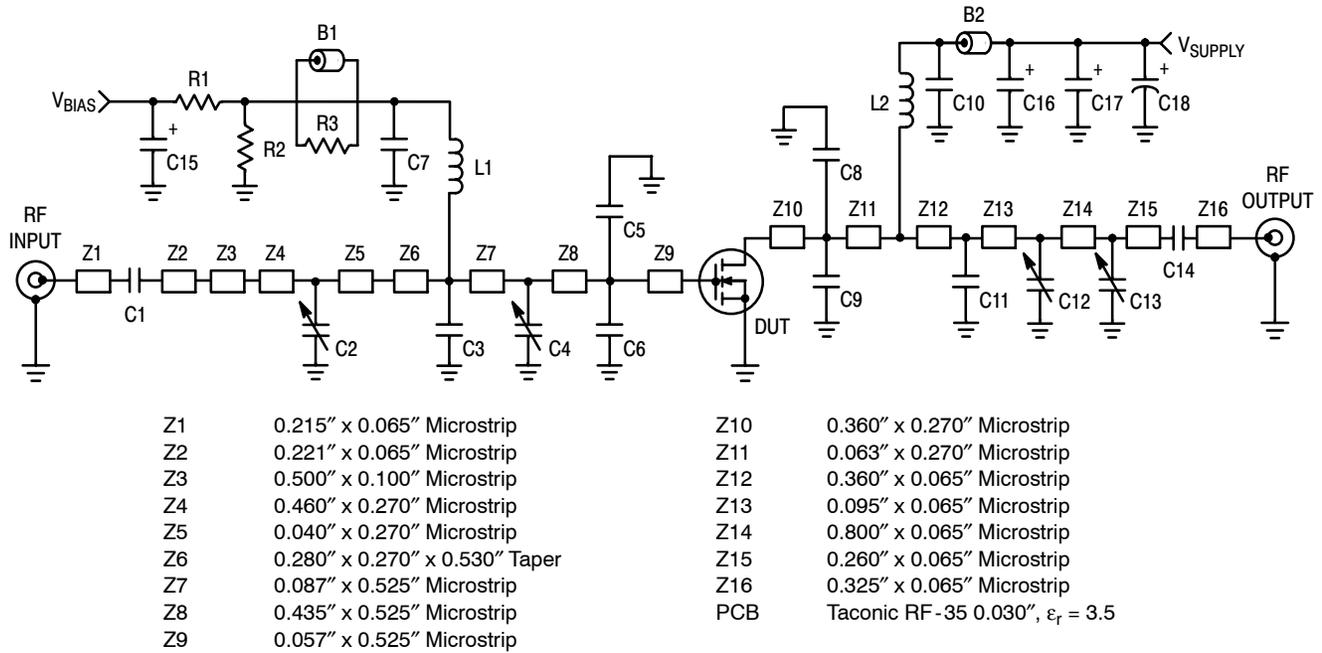 B1
R1
VBIAS
R3
+
C15
R2
C7
L1
B2
VSUPPLY
L2
C10
+
C16
+
C17
+
C18
C8
C5
RF
INPUT
Z1
C1
Z2
Z3
Z4
C2
Z5
Z6
C3
Z7
C4
Z8
C6
Z9
DUT
Z10
C9
Z11
Z12
C11
Z13
C12
Z14
C13
Z15
C14
Z16
RF
OUTPUT
Z1 0.215″ x 0.065″ Microstrip
Z2 0.221″ x 0.065″ Microstrip
Z3 0.500″ x 0.100″ Microstrip
Z4 0.460″ x 0.270″ Microstrip
Z5 0.040″ x 0.270″ Microstrip
Z6 0.280″ x 0.270″ x 0.530″ Taper
Z7 0.087″ x 0.525″ Microstrip
Z8 0.435″ x 0.525″ Microstrip
Z9 0.057″ x 0.525″ Microstrip
Z10 0.360″ x 0.270″ Microstrip
Z11 0.063″ x 0.270″ Microstrip
Z12 0.360″ x 0.065″ Microstrip
Z13 0.095″ x 0.065″ Microstrip
Z14 0.800″ x 0.065″ Microstrip
Z15 0.260″ x 0.065″ Microstrip
Z16 0.325″ x 0.065″ Microstrip
PCB Taconic RF-35 0.030″, εr = 3.5